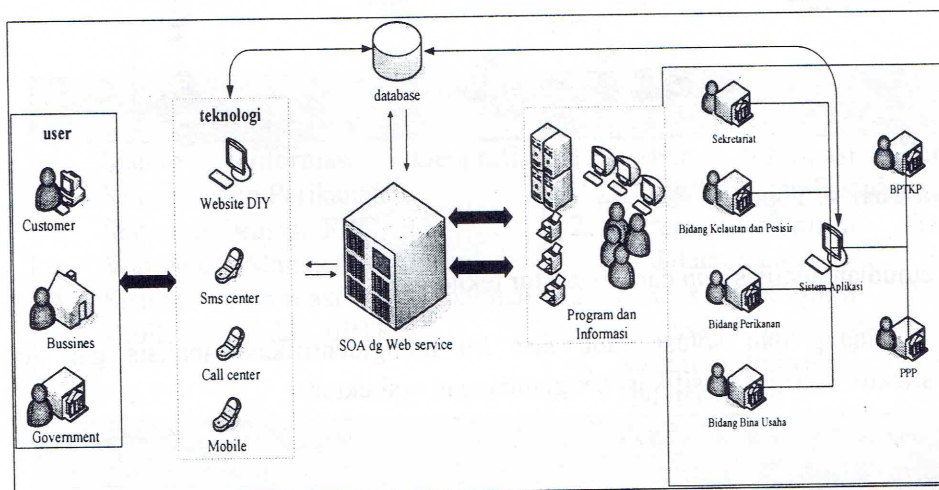 database
user
Customer
Bussines
Government
teknologi
Website DIY
Sms center
Call center
Mobile
SOA dg Web service
Program dan
Informasi
Sekretariat
Bidang Kelautan dan Pesisir
Bidang Perikanan
Bidang Bina Usaha
Sistem Aplikasi
BPTKP
PPP